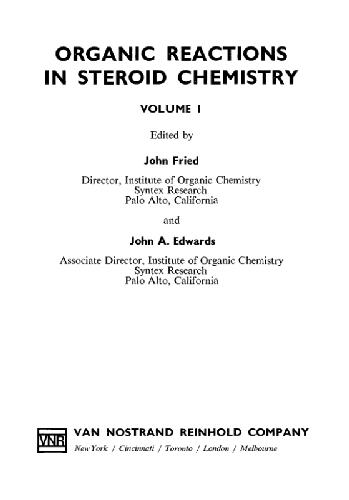 ORGANIC REACTIONS
IN STEROID CHEMISTRY
VOLUME I
Edited by
John Fried
Director, Institute of Organic Chemistry
Syntex Research
Palo Alto, California
and
John A. Edwards
Associate Director, Institute of Organic Chemistry
Syntex Research
Palo Alto, California
VNR
VAN NOSTRAND REINHOLD COMPANY
New York / Cincinnati / Toronto / London / Melbourne